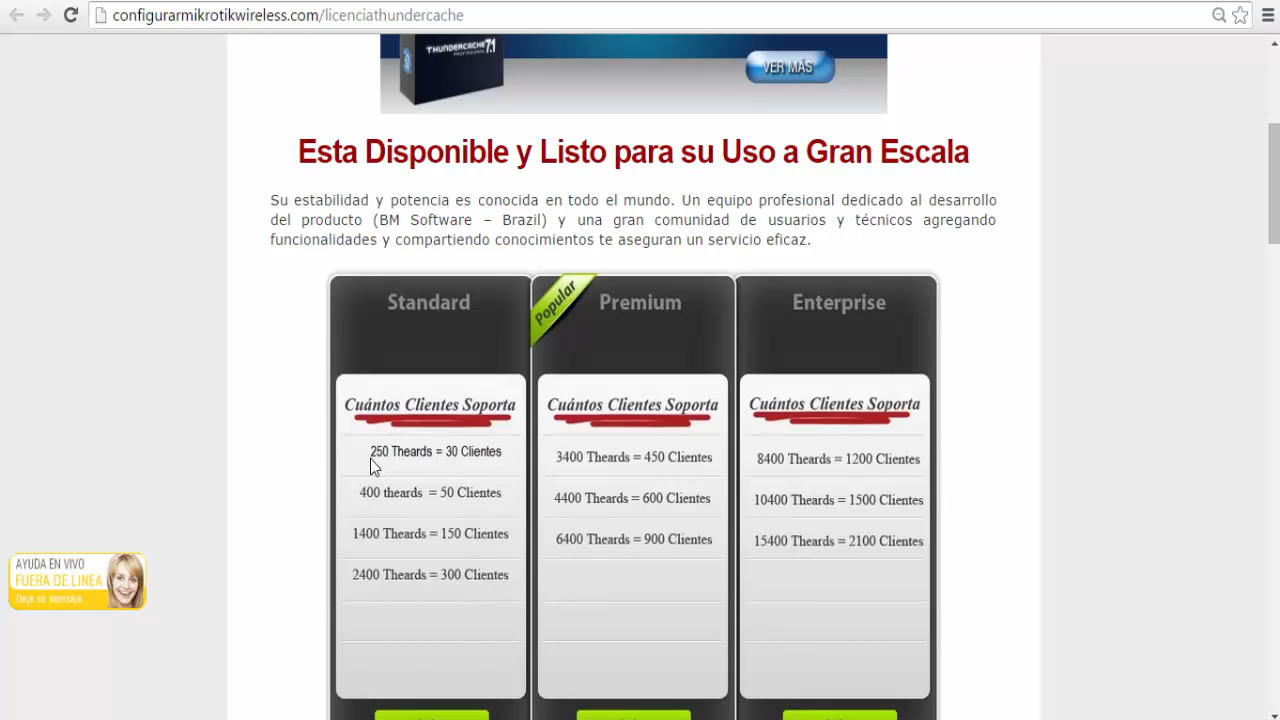 configurarmikrotikwireless.com/licenciathundercache
THUNDERCACHE 7.1
PROFISSIONAL
VER MÁS
Esta Disponible y Listo para su Uso a Gran Escala
Su estabilidad y potencia es conocida en todo el mundo. Un equipo profesional dedicado al desarrollo
del producto (BM Software – Brazil) y una gran comunidad de usuarios y técnicos agregando
funcionalidades y compartiendo conocimientos te aseguran un servicio eficaz.
Standard
Cuántos Clientes Soporta
250 Theards = 30 Clientes
400 theards = 50 Clientes
1400 Theards = 150 Clientes
2400 Theards = 300 Clientes
Popular
Premium
Cuántos Clientes Soporta
3400 Theards = 450 Clientes
4400 Theards = 600 Clientes
6400 Theards = 900 Clientes
Enterprise
Cuántos Clientes Soporta
8400 Theards = 1200 Clientes
10400 Theards = 1500 Clientes
15400 Theards = 2100 Clientes
AYUDA EN VIVO
FUERA DE LINEA
Deje su mensaje